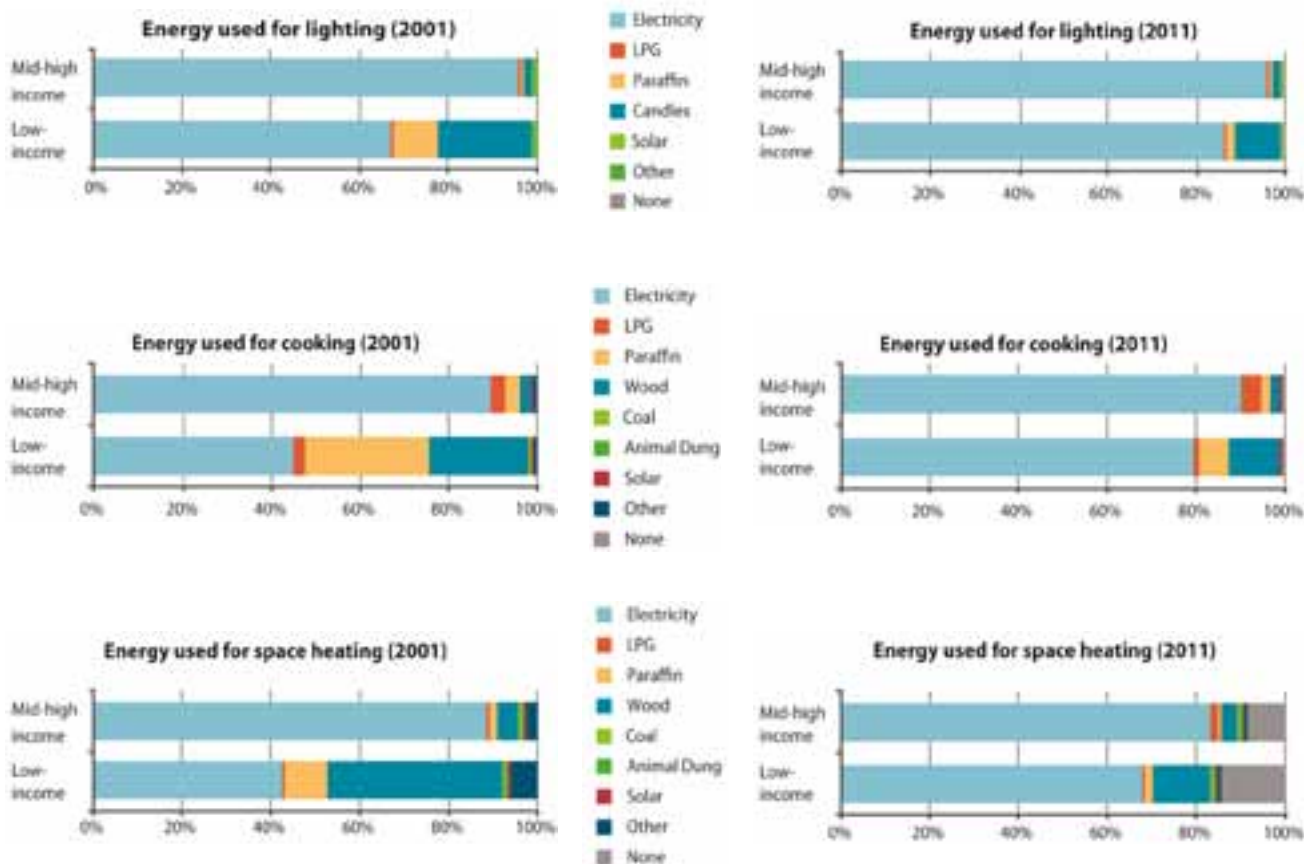 Energy used for lighting (2001)
Mid-high
income
Low-
income
0% 20% 40% 60% 80% 100%
Electricity
LPG
Paraffin
Candles
Solar
Other
None
Energy used for lighting (2011)
Mid-high
income
Low-
income
0% 20% 40% 60% 80% 100%
Energy used for cooking (2001)
Mid-high
income
Low-
income
0% 20% 40% 60% 80% 100%
Electricity
LPG
Paraffin
Wood
Coal
Animal Dung
Solar
Other
None
Energy used for cooking (2011)
Mid-high
income
Low-
income
0% 20% 40% 60% 80% 100%
Energy used for space heating (2001)
Mid-high
income
Low-
income
0% 20% 40% 60% 80% 100%
Electricity
LPG
Paraffin
Wood
Coal
Animal Dung
Solar
Other
None
Energy used for space heating (2011)
Mid-high
income
Low-
income
0% 20% 40% 60% 80% 100%